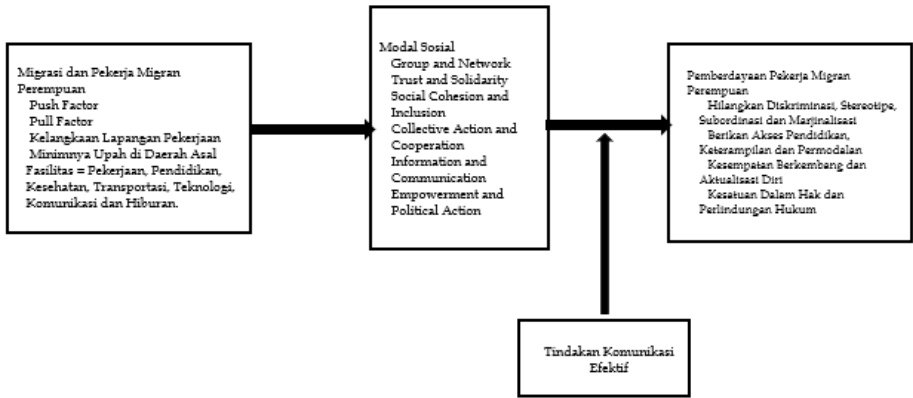 Migrasi dan Pekerja Migran
Perempuan
Push Factor
Pull Factor
Kelangkaan Lapangan Pekerjaan
Minimnya Upah di Daerah Asal
Fasilitas = Pekerjaan, Pendidikan,
Kesehatan, Transportasi, Teknologi,
Komunikasi dan Hiburan.
Modal Sosial
Group and Network
Trust and Solidarity
Social Cohesion and
Inclusion
Collective Action and
Cooperation
Information and
Communication
Empowerment and
Political Action
Pemberdayaan Pekerja Migran
Perempuan
Hilangkan Diskriminasi, Stereotipe,
Subordinasi dan Marjinalisasi
Berikan Akses Pendidikan,
Keterampilan dan Permodalan
Kesempatan Berkembang dan
Aktualisasi Diri
Kesatuan Dalam Hak dan
Perlindungan Hukum
Tindakan Komunikasi
Efektif